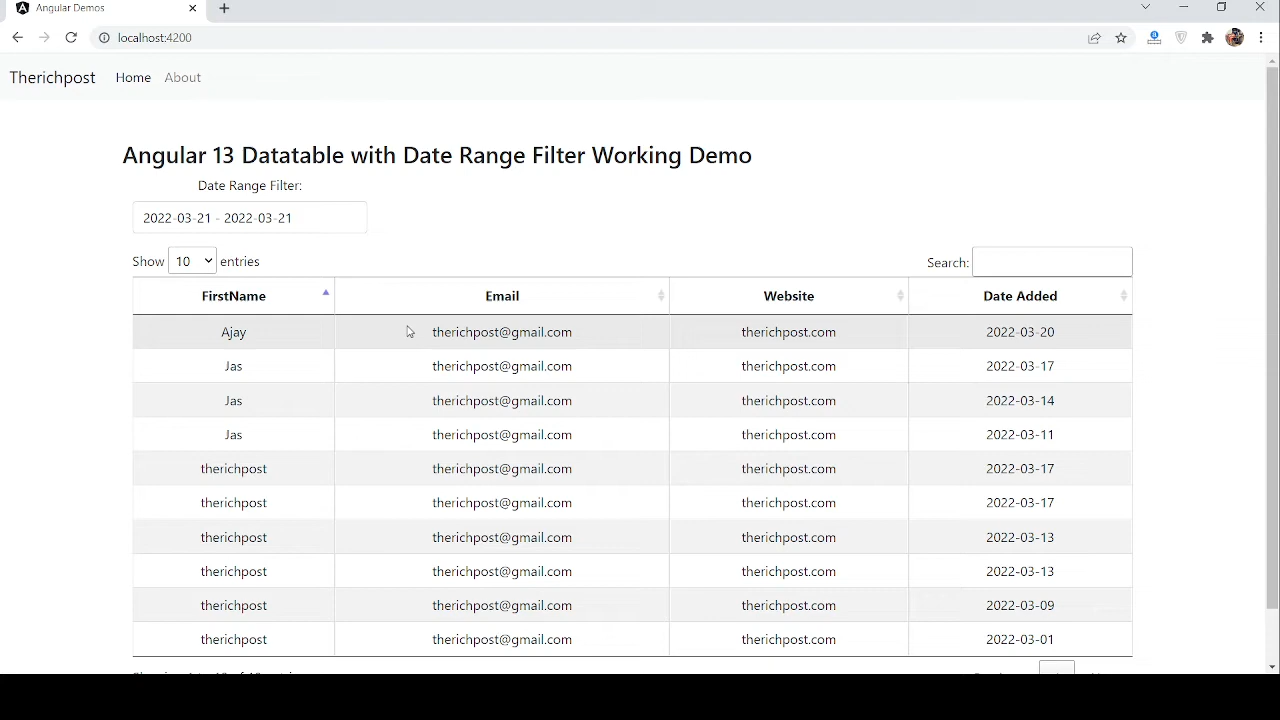 Angular Demos
localhost:4200
Therichpost Home About
Angular 13 Datatable with Date Range Filter Working Demo
Date Range Filter:
2022-03-21 - 2022-03-21
Show 10 entries Search:
FirstName Email Website Date Added
Ajay therichpost@gmail.com therichpost.com 2022-03-20
Jas therichpost@gmail.com therichpost.com 2022-03-17
Jas therichpost@gmail.com therichpost.com 2022-03-14
Jas therichpost@gmail.com therichpost.com 2022-03-11
therichpost therichpost@gmail.com therichpost.com 2022-03-17
therichpost therichpost@gmail.com therichpost.com 2022-03-17
therichpost therichpost@gmail.com therichpost.com 2022-03-13
therichpost therichpost@gmail.com therichpost.com 2022-03-13
therichpost therichpost@gmail.com therichpost.com 2022-03-09
therichpost therichpost@gmail.com therichpost.com 2022-03-01